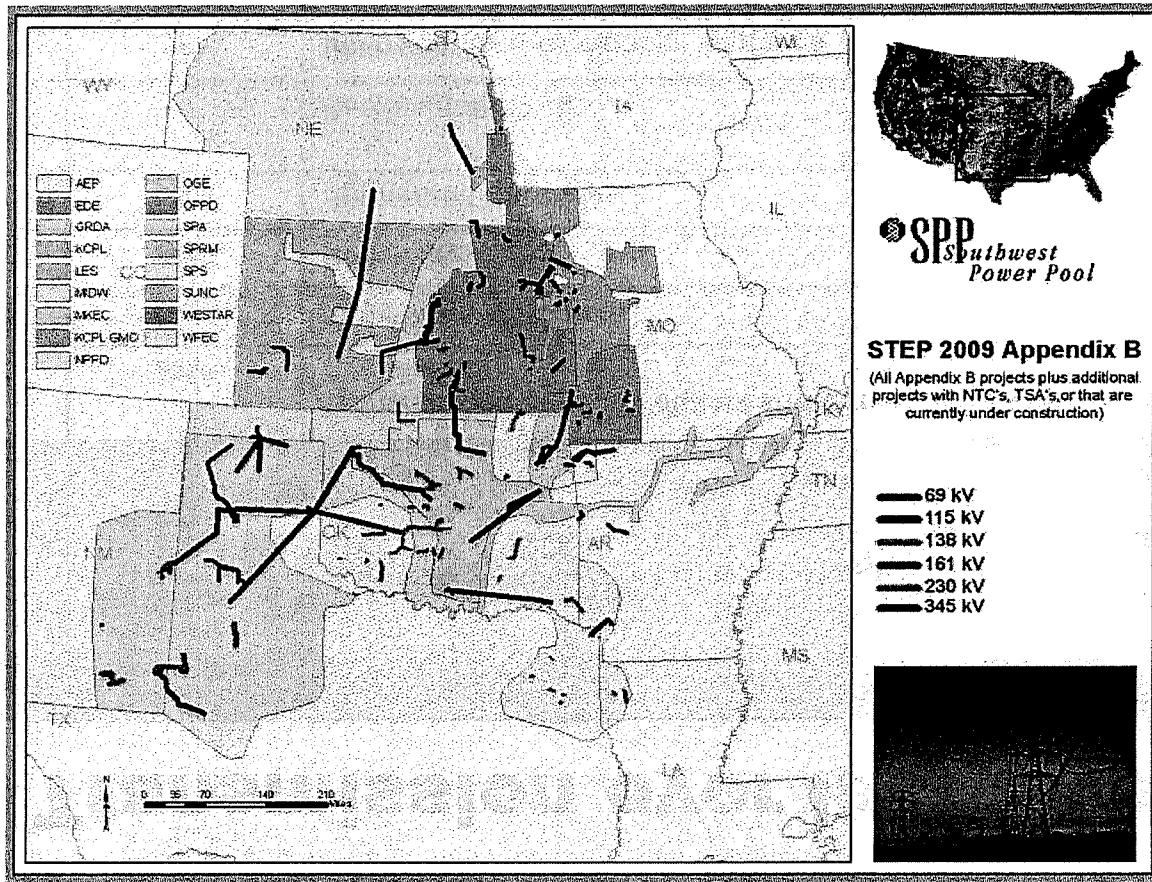 WY
NE
IA
WI
IL
MO
KY
TN
NM
OK
AR
MS
TX
LA
AEP
EDE
GRDA
KCPL
LES
MIDW
MKEC
KCPL GMO
NPPD
OGE
OPPD
SPA
SPRM
SPS
SUNC
WESTAR
WFEC
N
0 35 70 140 210
Miles
SPP Southwest
Power Pool
STEP 2009 Appendix B
(All Appendix B projects plus additional
projects with NTC's, TSA's,or that are
currently under construction)
69 kV
115 kV
138 kV
161 kV
230 kV
345 kV